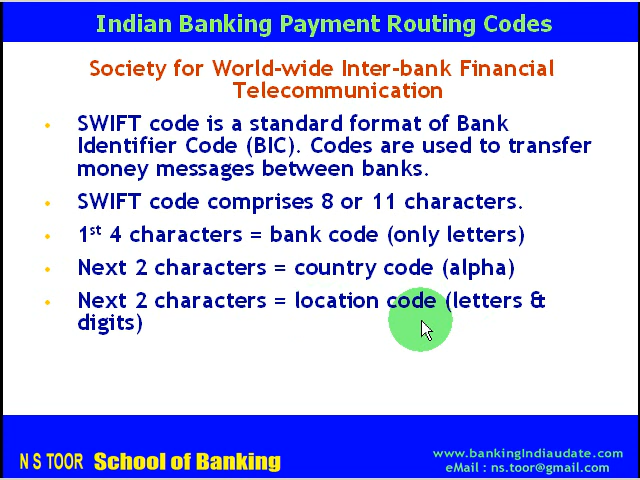 Indian Banking Payment Routing Codes
Society for World-wide Inter-bank Financial
Telecommunication
• SWIFT code is a standard format of Bank
Identifier Code (BIC). Codes are used to transfer
money messages between banks.
• SWIFT code comprises 8 or 11 characters.
• 1st 4 characters = bank code (only letters)
• Next 2 characters = country code (alpha)
• Next 2 characters = location code (letters &
digits)
N S TOOR School of Banking
www.bankingIndiaudate.com
eMail : ns.toor@gmail.com